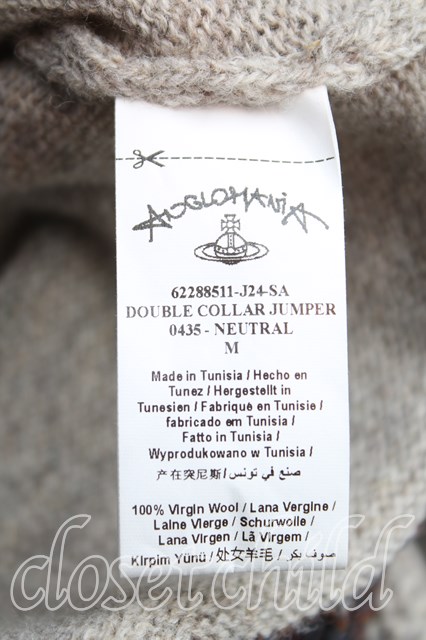 ANGLOMANIA
62288511-J24-SA
DOUBLE COLLAR JUMPER
0435 - NEUTRAL
M
Made in Tunisia / Hecho en
Tunez / Hergestellt in
Tunesien / Fabriqué en Tunisie /
fabricado em Tunisia /
Fatto in Tunisia /
Wyprodukowano w Tunisia /
产在突尼斯/ صنع في تونس/
100% Virgin Wool / Lana Vergine /
Laine Vierge / Schurwolle /
Lana Virgen / Lã Virgem /
Kirpim Yünü / 处女羊毛 / صوف بكر /
closet child